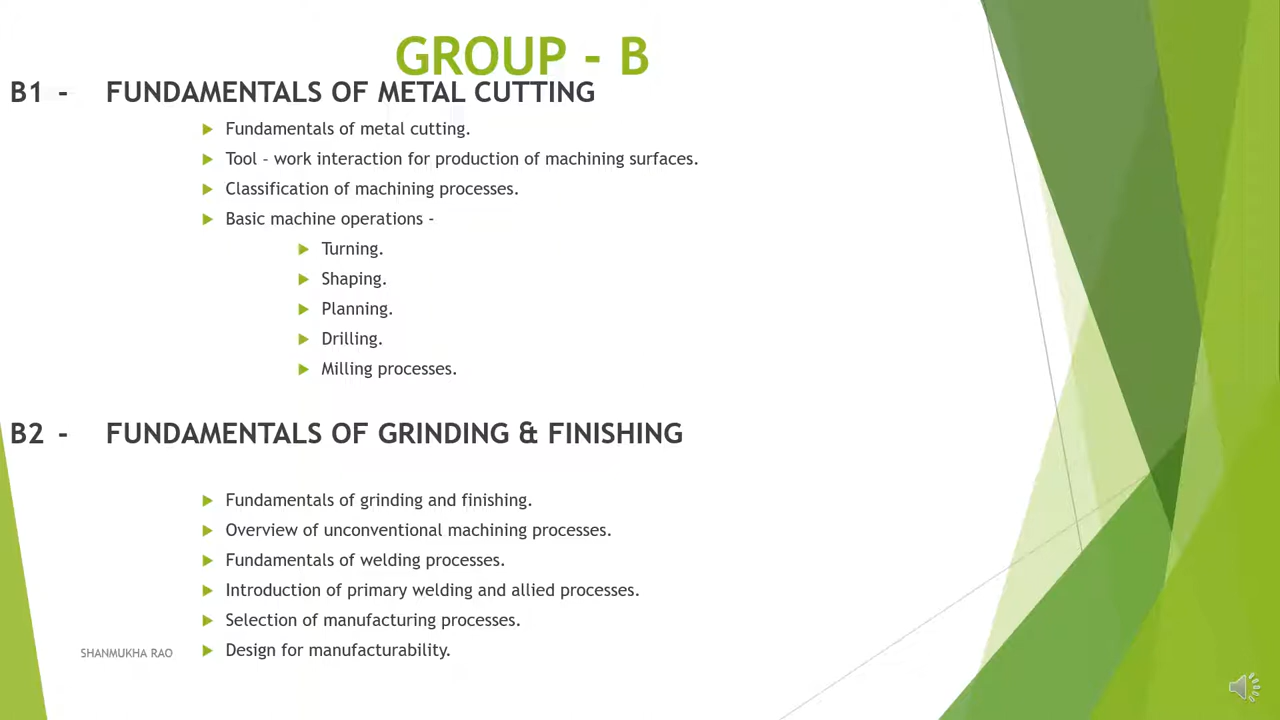 GROUP - B
B1 - FUNDAMENTALS OF METAL CUTTING
Fundamentals of metal cutting.
Tool - work interaction for production of machining surfaces.
Classification of machining processes.
Basic machine operations -
Turning.
Shaping.
Planning.
Drilling.
Milling processes.
B2 - FUNDAMENTALS OF GRINDING & FINISHING
Fundamentals of grinding and finishing.
Overview of unconventional machining processes.
Fundamentals of welding processes.
Introduction of primary welding and allied processes.
Selection of manufacturing processes.
Design for manufacturability.
SHANMUKHA RAO